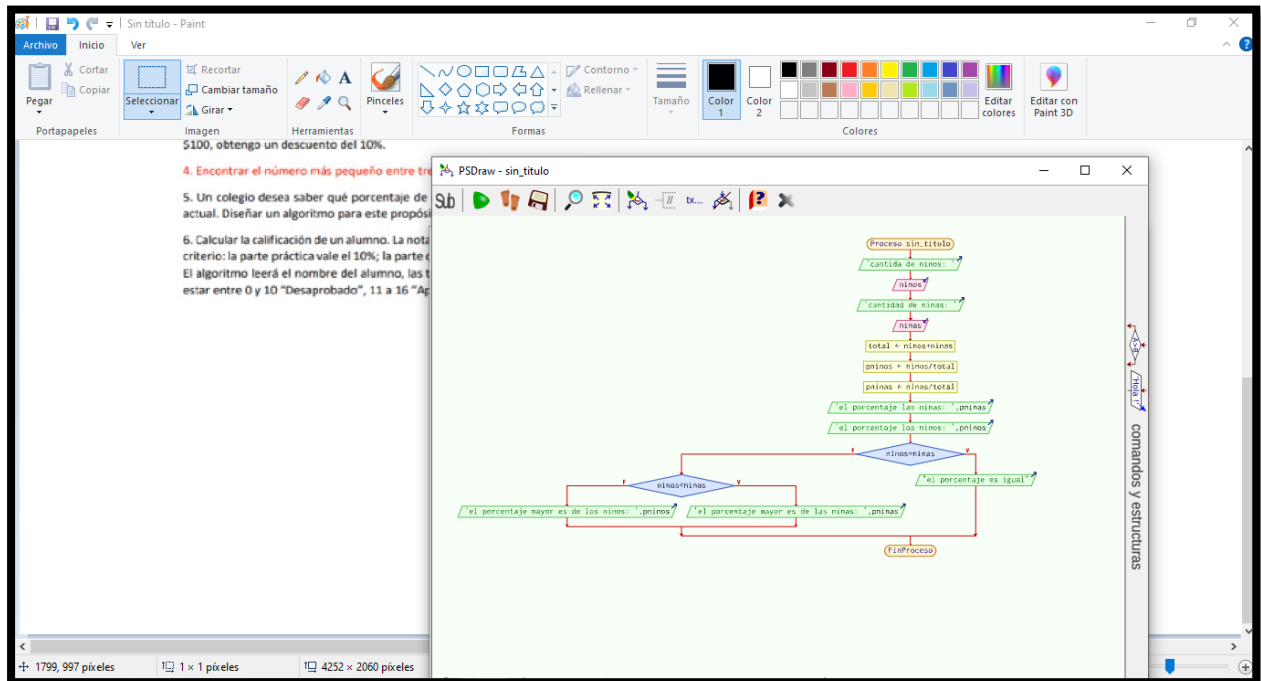 Sin título - Paint
Archivo Inicio Ver
Pegar
Cortar
Copiar
Portapapeles
Seleccionar
Recortar
Cambiar tamaño
Girar
Imagen
A
Herramientas
Pinceles
Contorno
Rellenar
Formas
Tamaño
Color 1
Color 2
Editar colores
Colores
Editar con Paint 3D
$100, obtengo un descuento del 10%.
4. Encontrar el número más pequeño entre tre
5. Un colegio desea saber qué porcentaje de
actual. Diseñar un algoritmo para este propósi
6. Calcular la calificación de un alumno. La nota
criterio: la parte práctica vale el 10%; la parte
El algoritmo leerá el nombre del alumno, las t
estar entre 0 y 10 "Desaprobado", 11 a 16 "Ap
PSDraw - sin_titulo
Sub tx...
Proceso sin_titulo
'cantida de ninos: '
ninos
'cantidad de ninas: '
ninas
total ← ninos+ninas
pninos ← ninos/total
pninas ← ninas/total
'el porcentaje las ninas: ',pninas
'el porcentaje los ninos: ',pninos
F ninos=ninas V
F ninos<ninas V
"el porcentaje es igual"
'el porcentaje mayor es de los ninos: ',pninos
'el porcentaje mayor es de las ninas: ',pninas
FinProceso
A>B
'Hola !'
comandos y estructuras
1799, 997 píxeles
1 × 1 píxeles
4252 × 2060 píxeles